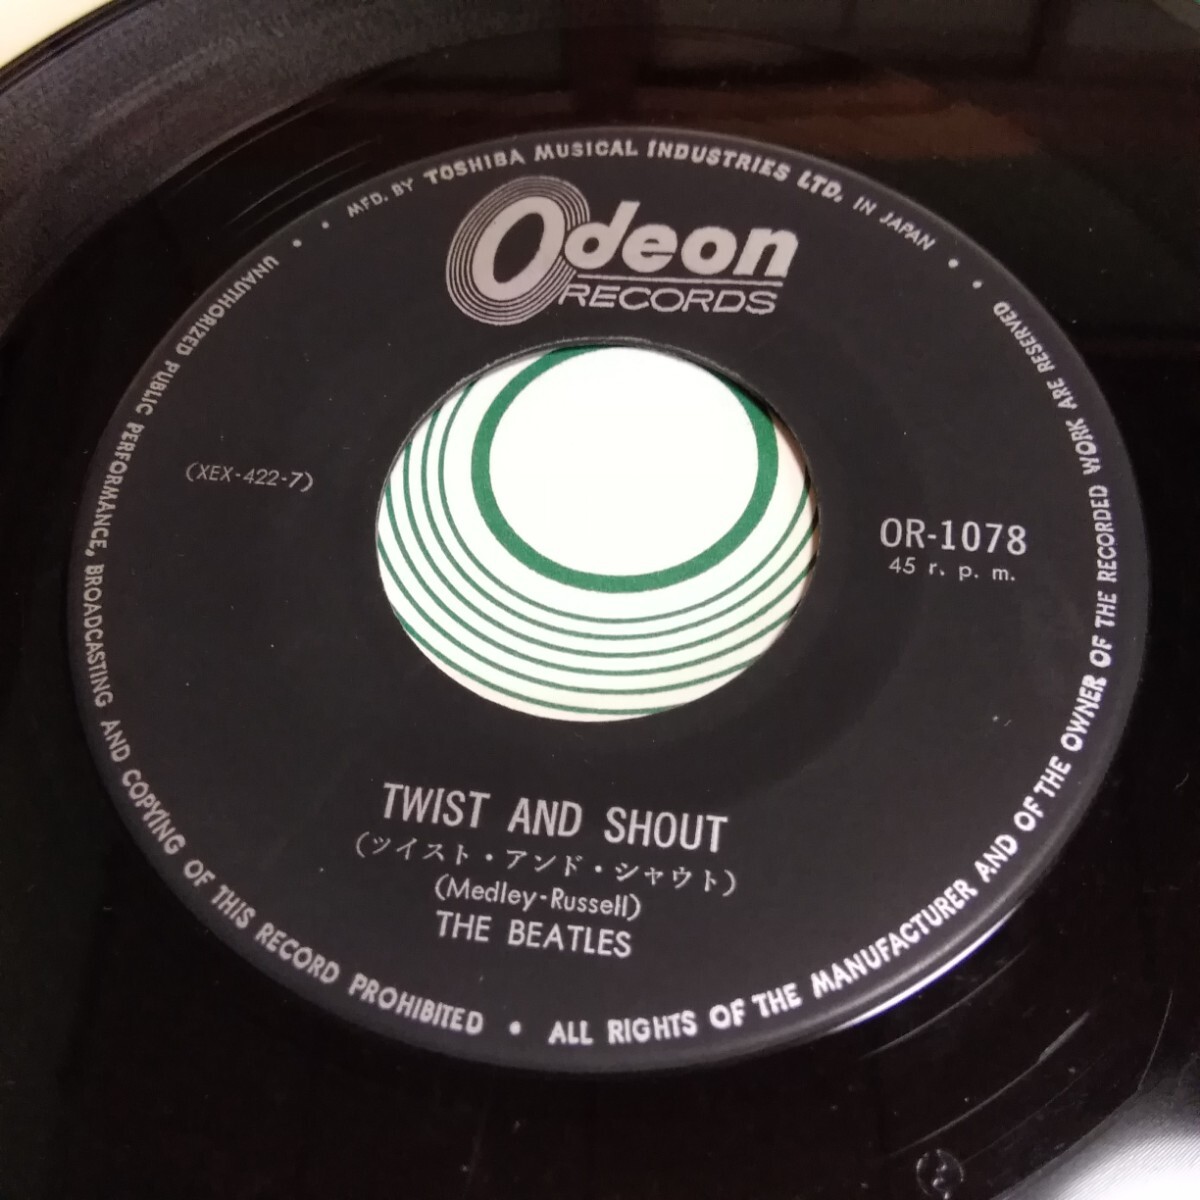 MFD. BY TOSHIBA MUSICAL INDUSTRIES LTD. IN JAPAN
Odeon
RECORDS
(XEX-422-7)
OR-1078
45 r. p. m.
TWIST AND SHOUT
(ツイスト・アンド・シャウト)
(Medley-Russell)
THE BEATLES
UNAUTHORIZED PUBLIC PERFORMANCE, BROADCASTING AND COPYING OF THIS RECORD PROHIBITED • ALL RIGHTS OF THE MANUFACTURER AND OF THE OWNER OF THE RECORDED WORK ARE RESERVED